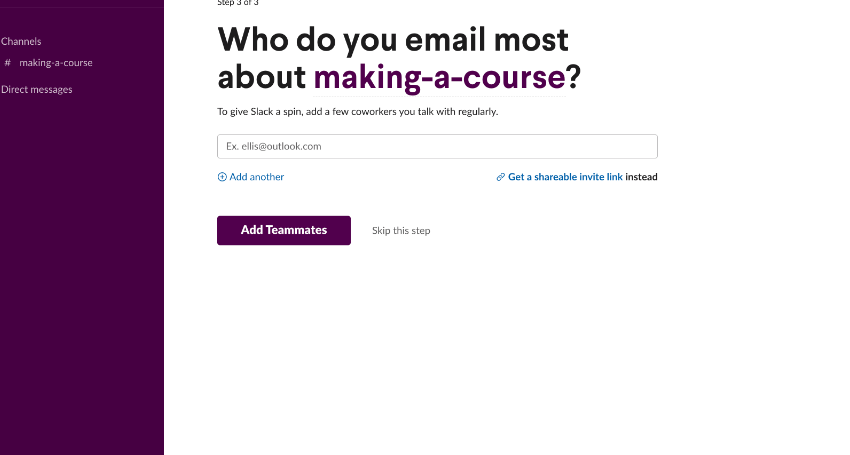 Step 3 of 3
Channels
# making-a-course
Direct messages
Who do you email most
about making-a-course?
To give Slack a spin, add a few coworkers you talk with regularly.
Ex. ellis@outlook.com
Add another
Get a shareable invite link instead
Add Teammates
Skip this step